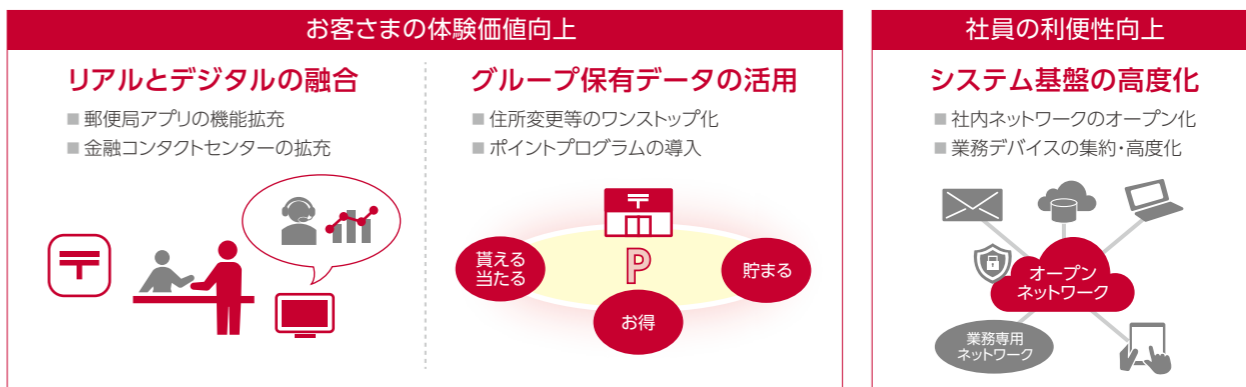 お客さまの体験価値向上
リアルとデジタルの融合
■ 郵便局アプリの機能拡充
■ 金融コンタクトセンターの拡充
〒
グループ保有データの活用
■ 住所変更等のワンストップ化
■ ポイントプログラムの導入
〒
P
貰える
当たる
貯まる
お得
社員の利便性向上
システム基盤の高度化
■ 社内ネットワークのオープン化
■ 業務デバイスの集約・高度化
オープン
ネットワーク
業務専用
ネットワーク